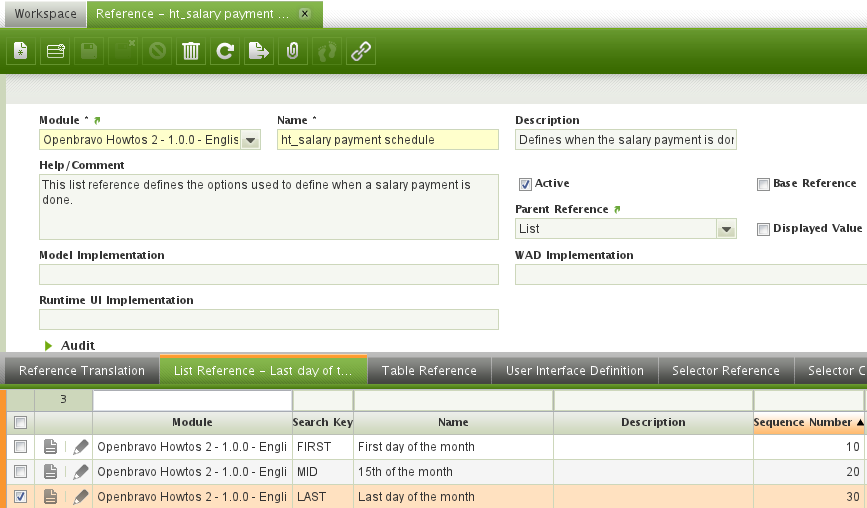 Workspace
Reference - ht_salary payment ...
Module *
Name *
Description
Openbravo Howtos 2 - 1.0.0 - Englis
ht_salary payment schedule
Defines when the salary payment is dor
Help/Comment
This list reference defines the options used to define when a salary payment is
done.
Active
Base Reference
Parent Reference
List
Displayed Value
Model Implementation
WAD Implementation
Runtime UI Implementation
Audit
Reference Translation
List Reference - Last day of t...
Table Reference
User Interface Definition
Selector Reference
Selector C
3
Module
Search Key
Name
Description
Sequence Number
Openbravo Howtos 2 - 1.0.0 - Engli
FIRST
First day of the month
10
Openbravo Howtos 2 - 1.0.0 - Engli
MID
15th of the month
20
Openbravo Howtos 2 - 1.0.0 - Engli
LAST
Last day of the month
30